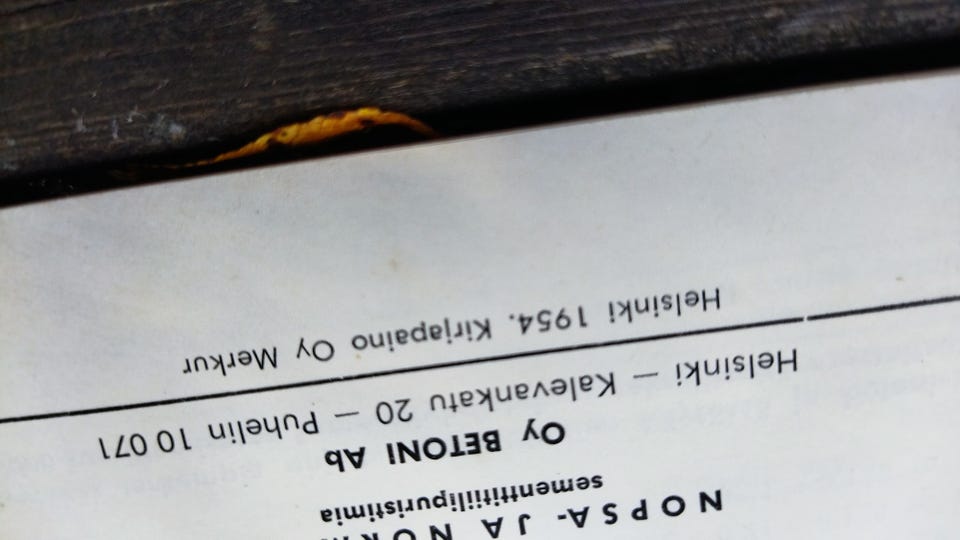 NOPSA- JA
sementtitiilipuristimia
Oy BETONI Ab
Helsinki — Kalevankatu 20 — Puhelin 10 071
Helsinki 1954. Kirjapaino Oy Merkur